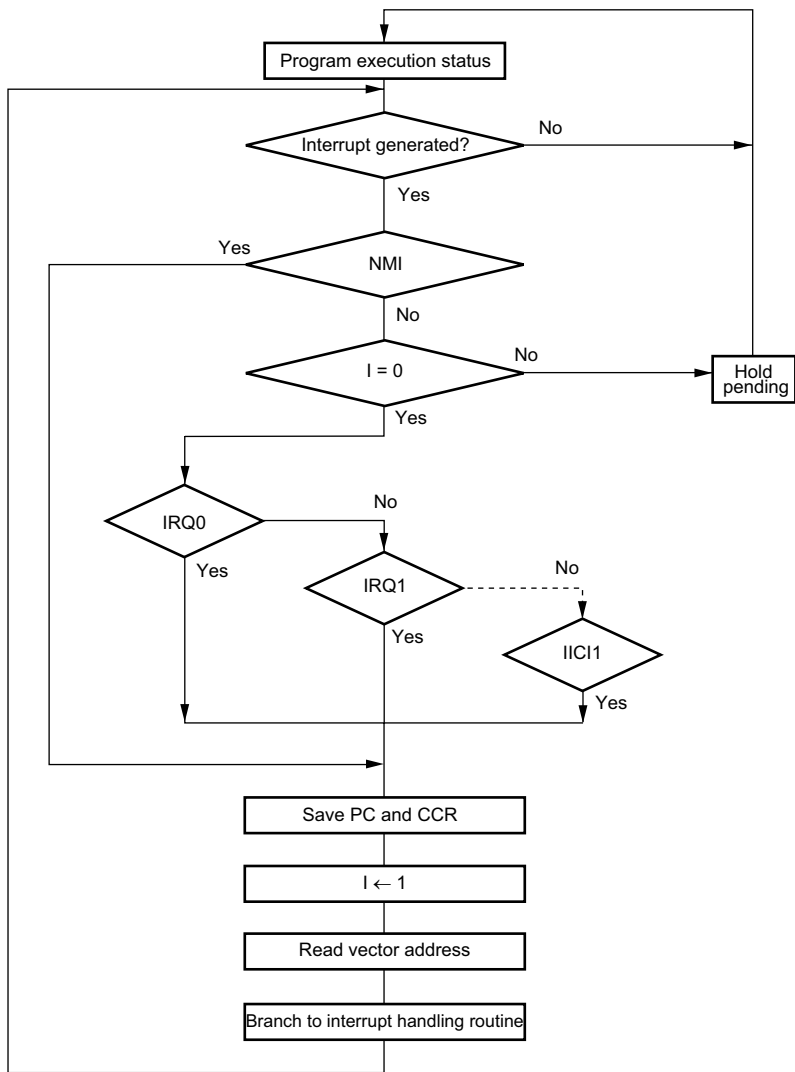 Program execution status
Interrupt generated?
No
Yes
Yes
NMI
No
I = 0
No
Hold
pending
Yes
IRQ0
No
Yes
IRQ1
No
Yes
IICI1
Yes
Save PC and CCR
I ← 1
Read vector address
Branch to interrupt handling routine